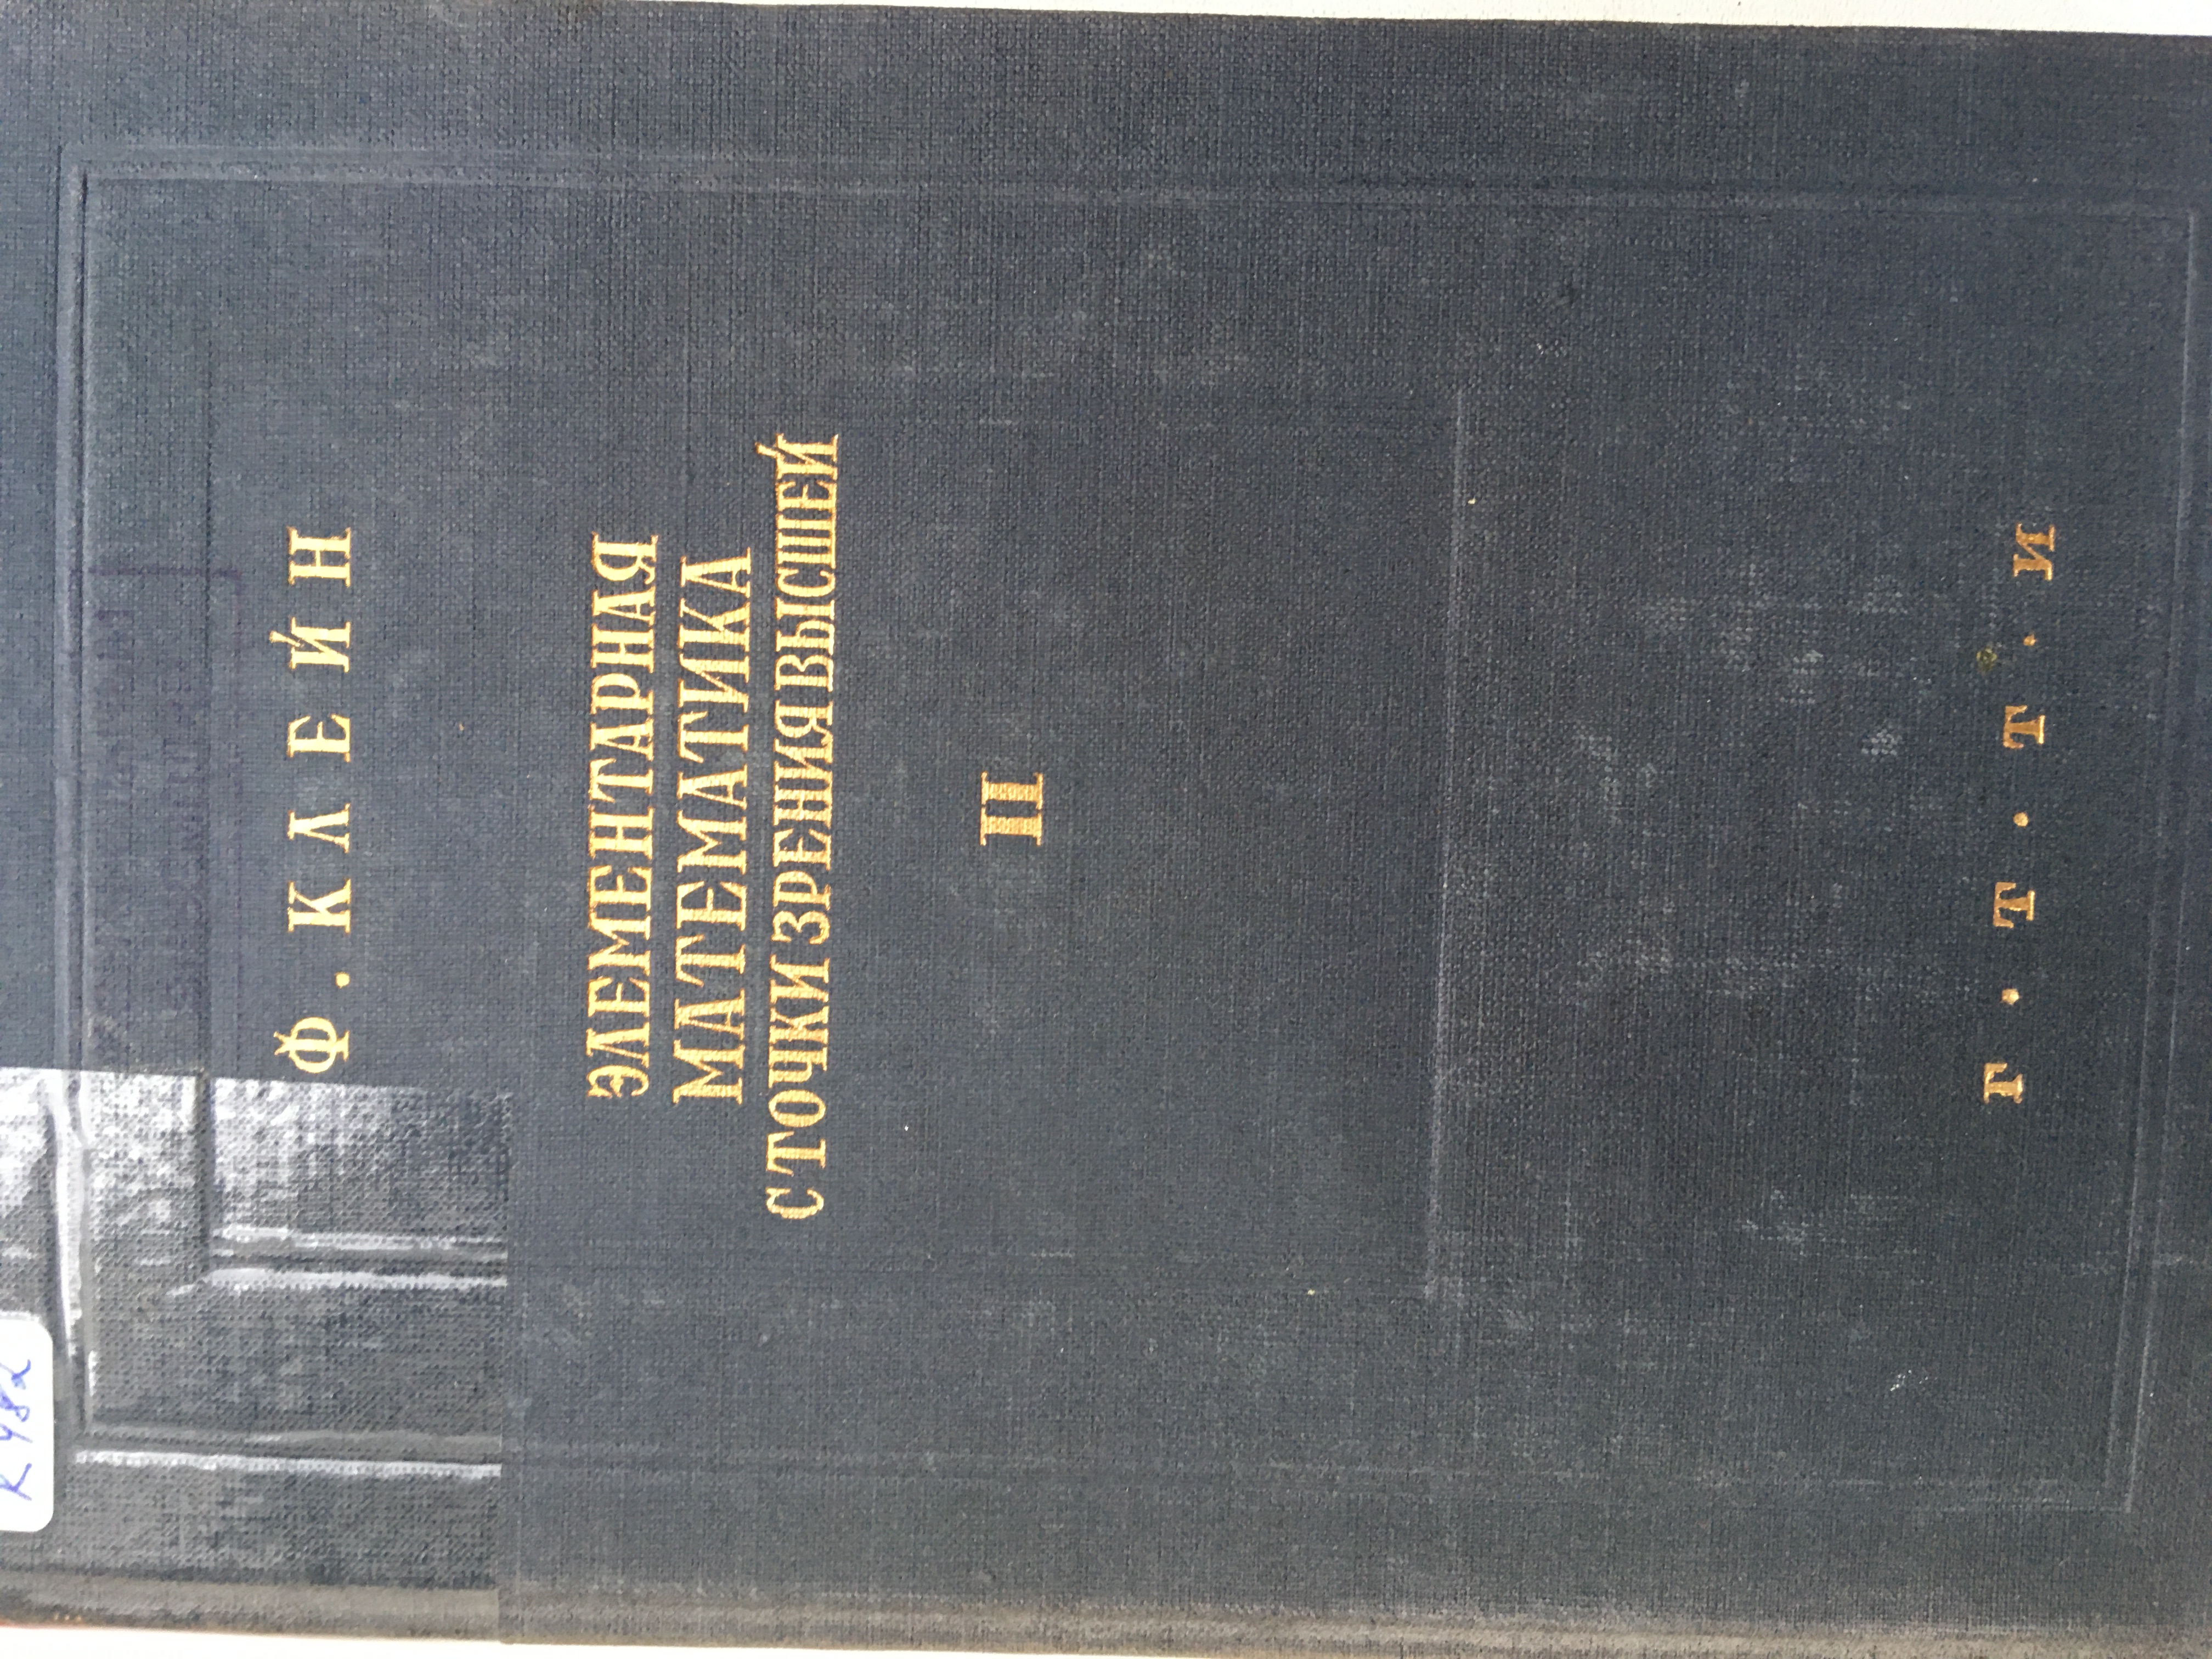 Ф. КЛЕЙН
ЭЛЕМЕНТАРНАЯ
МАТЕМАТИКА
С ТОЧКИ ЗРЕНИЯ ВЫСШЕЙ
II
Г·Т·Т·И